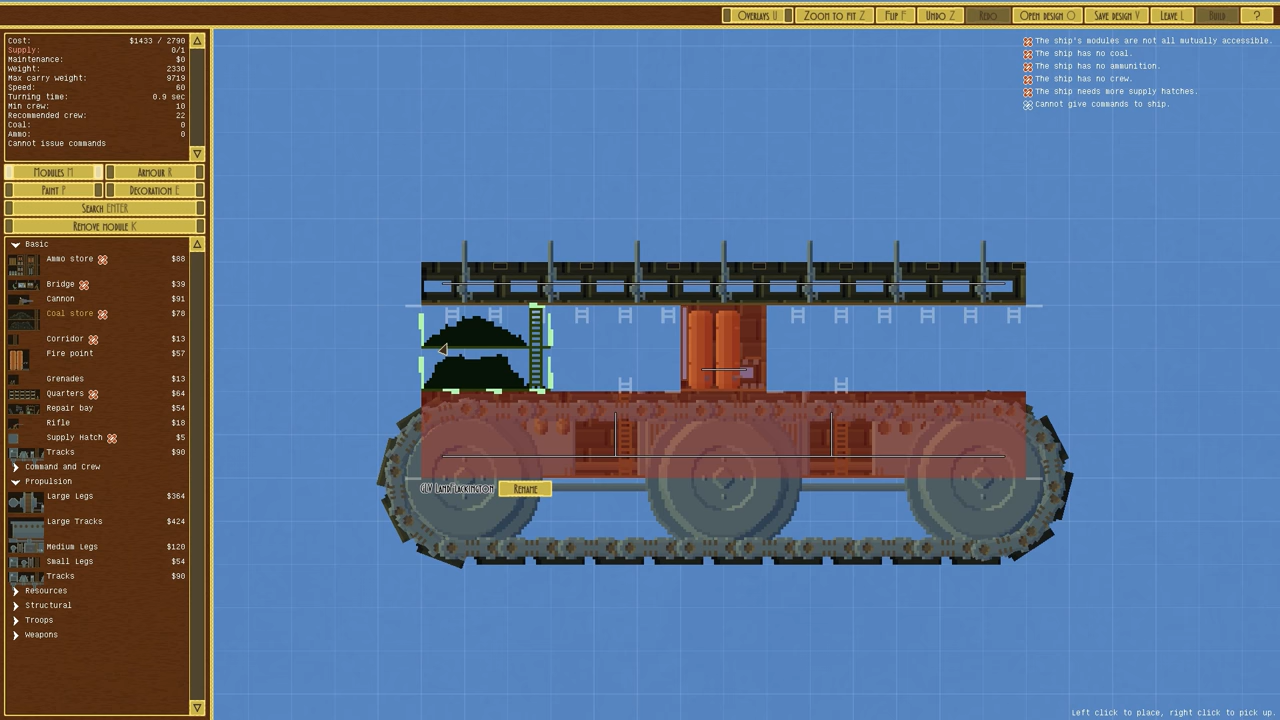 Overlays U
Zoom to fit Z
Flip F
Undo Z
Redo
Open design O
Save design V
Leave L
Build
?
Cost: $1433 / 2790
Supply: 0/1
Maintenance: $0
Weight: 2330
Max carry weight: 9719
Speed: 60
Turning time: 0.9 sec
Min crew: 10
Recommended crew: 22
Coal: 0
Ammo: 0
Cannot issue commands
Modules M
Armour R
Paint P
Decoration E
Search ENTER
Remove module K
Basic
Ammo store $88
Bridge $39
Cannon $91
Coal store $78
Corridor $13
Fire point $57
Grenades $13
Quarters $64
Repair bay $54
Rifle $18
Supply Hatch $5
Tracks $90
Command and Crew
Propulsion
Large Legs $364
Large Tracks $424
Medium Legs $120
Small Legs $54
Tracks $90
Resources
Structural
Troops
Weapons
The ship's modules are not all mutually accessible.
The ship has no coal.
The ship has no ammunition.
The ship has no crew.
The ship needs more supply hatches.
Cannot give commands to ship.
Rename
Left click to place, right click to pick up.